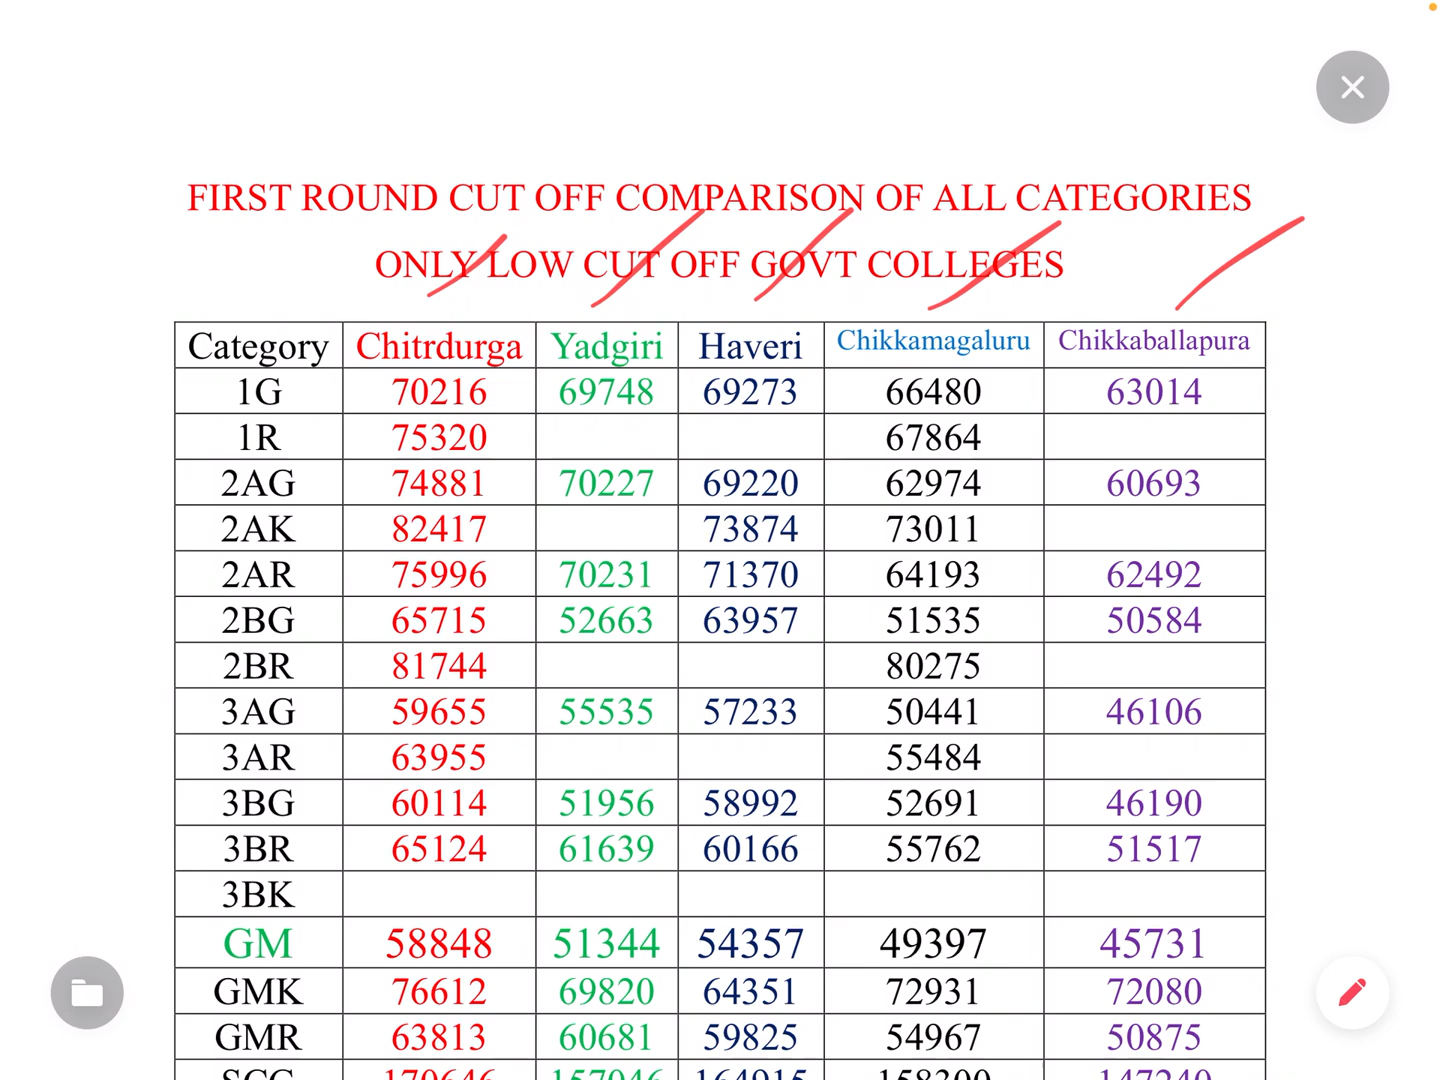 FIRST ROUND CUT OFF COMPARISON OF ALL CATEGORIES
ONLY LOW CUT OFF GOVT COLLEGES
Category Chitrdurga Yadgiri Haveri Chikkamagaluru Chikkaballapura
1G 70216 69748 69273 66480 63014
1R 75320 67864
2AG 74881 70227 69220 62974 60693
2AK 82417 73874 73011
2AR 75996 70231 71370 64193 62492
2BG 65715 52663 63957 51535 50584
2BR 81744 80275
3AG 59655 55535 57233 50441 46106
3AR 63955 55484
3BG 60114 51956 58992 52691 46190
3BR 65124 61639 60166 55762 51517
3BK
GM 58848 51344 54357 49397 45731
GMK 76612 69820 64351 72931 72080
GMR 63813 60681 59825 54967 50875